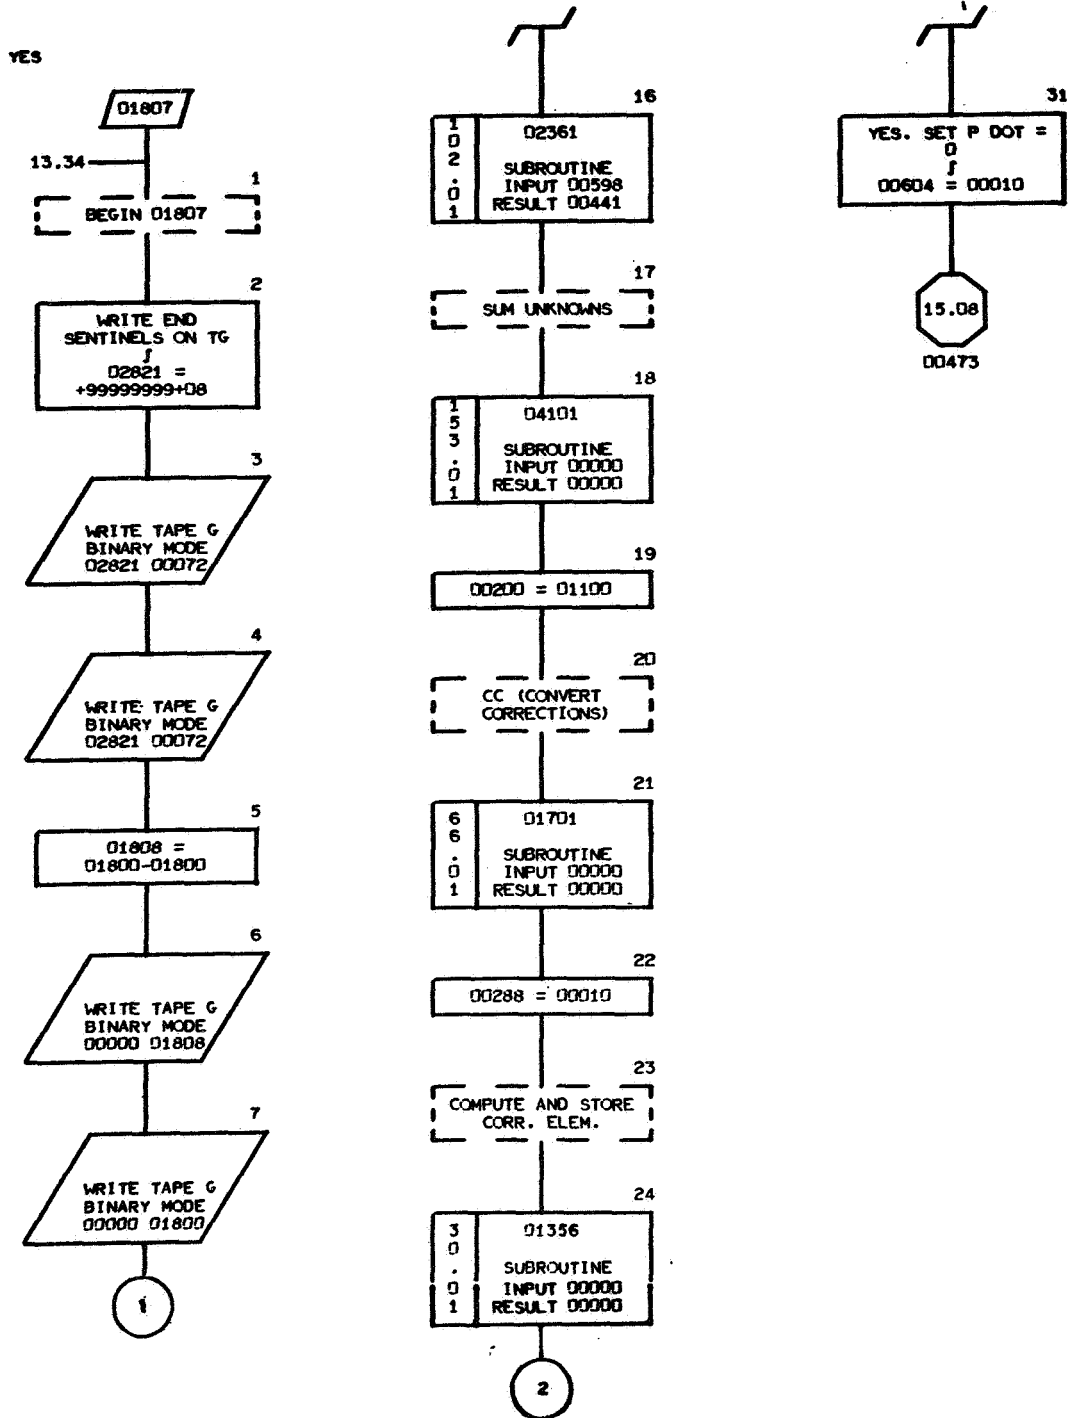 YES
01807
13.34
1
BEGIN 01807
2
WRITE END
SENTINELS ON TG
∫
02821 =
+99999999+08
3
WRITE TAPE G
BINARY MODE
02821 00072
4
WRITE TAPE G
BINARY MODE
02821 00072
5
01808 =
01800-01800
6
WRITE TAPE G
BINARY MODE
00000 01808
7
WRITE TAPE G
BINARY MODE
00000 01800
1
16
102.01
02361
SUBROUTINE
INPUT 00598
RESULT 00441
17
SUM UNKNOWNS
18
153.01
04101
SUBROUTINE
INPUT 00000
RESULT 00000
19
00200 = 01100
20
CC (CONVERT
CORRECTIONS)
21
66.01
01701
SUBROUTINE
INPUT 00000
RESULT 00000
22
00288 = 00010
23
COMPUTE AND STORE
CORR. ELEM.
24
30.01
01356
SUBROUTINE
INPUT 00000
RESULT 00000
2
31
YES. SET P DOT =
0
∫
00604 = 00010
15.08
00473